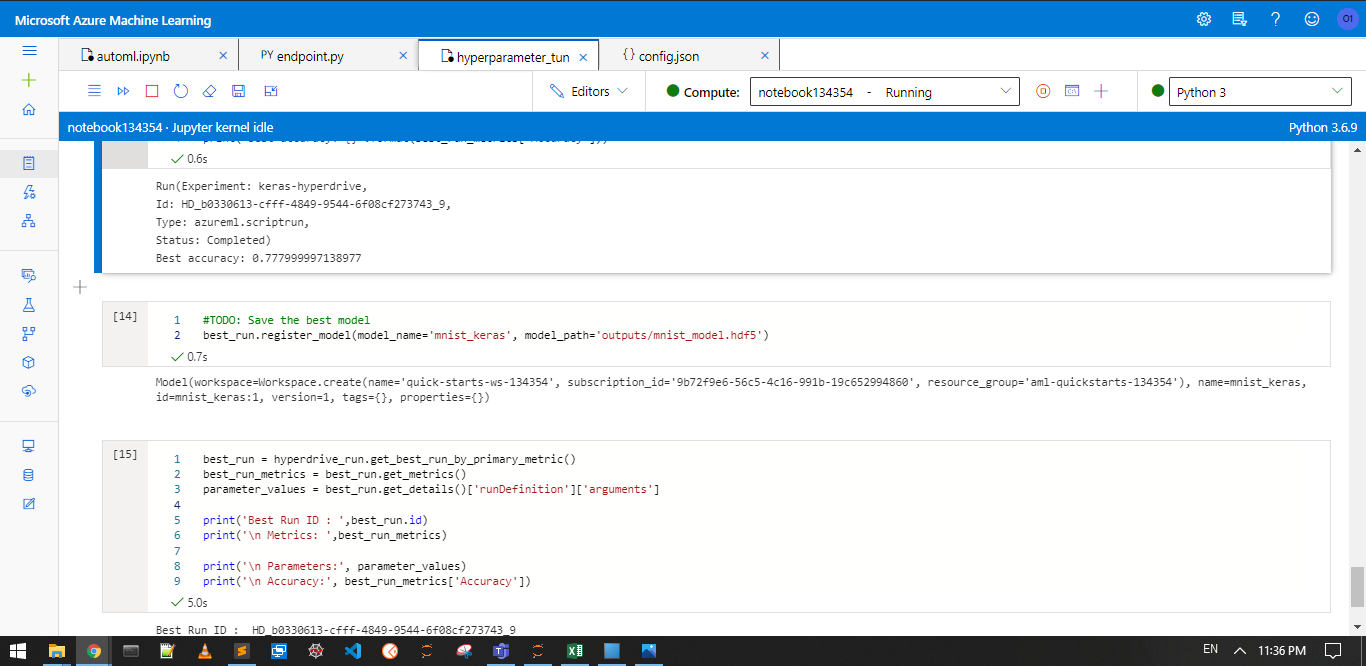 Microsoft Azure Machine Learning
O1
automl.ipynb
PY endpoint.py
hyperparameter_tun
{} config.json
Editors
Compute:
notebook134354 - Running
Python 3
notebook134354 · Jupyter kernel idle
Python 3.6.9
0.6s
Run(Experiment: keras-hyperdrive,
Id: HD_b0330613-cfff-4849-9544-6f08cf273743_9,
Type: azureml.scriptrun,
Status: Completed)
Best accuracy: 0.777999997138977
[14]
1 #TODO: Save the best model
2 best_run.register_model(model_name='mnist_keras', model_path='outputs/mnist_model.hdf5')
0.7s
Model(workspace=Workspace.create(name='quick-starts-ws-134354', subscription_id='9b72f9e6-56c5-4c16-991b-19c652994860', resource_group='aml-quickstarts-134354'), name=mnist_keras,
id=mnist_keras:1, version=1, tags={}, properties={})
[15]
1 best_run = hyperdrive_run.get_best_run_by_primary_metric()
2 best_run_metrics = best_run.get_metrics()
3 parameter_values = best_run.get_details()['runDefinition']['arguments']
4
5 print('Best Run ID : ',best_run.id)
6 print('\n Metrics: ',best_run_metrics)
7
8 print('\n Parameters:', parameter_values)
9 print('\n Accuracy:', best_run_metrics['Accuracy'])
5.0s
Best Run ID :  HD_b0330613-cfff-4849-9544-6f08cf273743_9
EN
11:36 PM